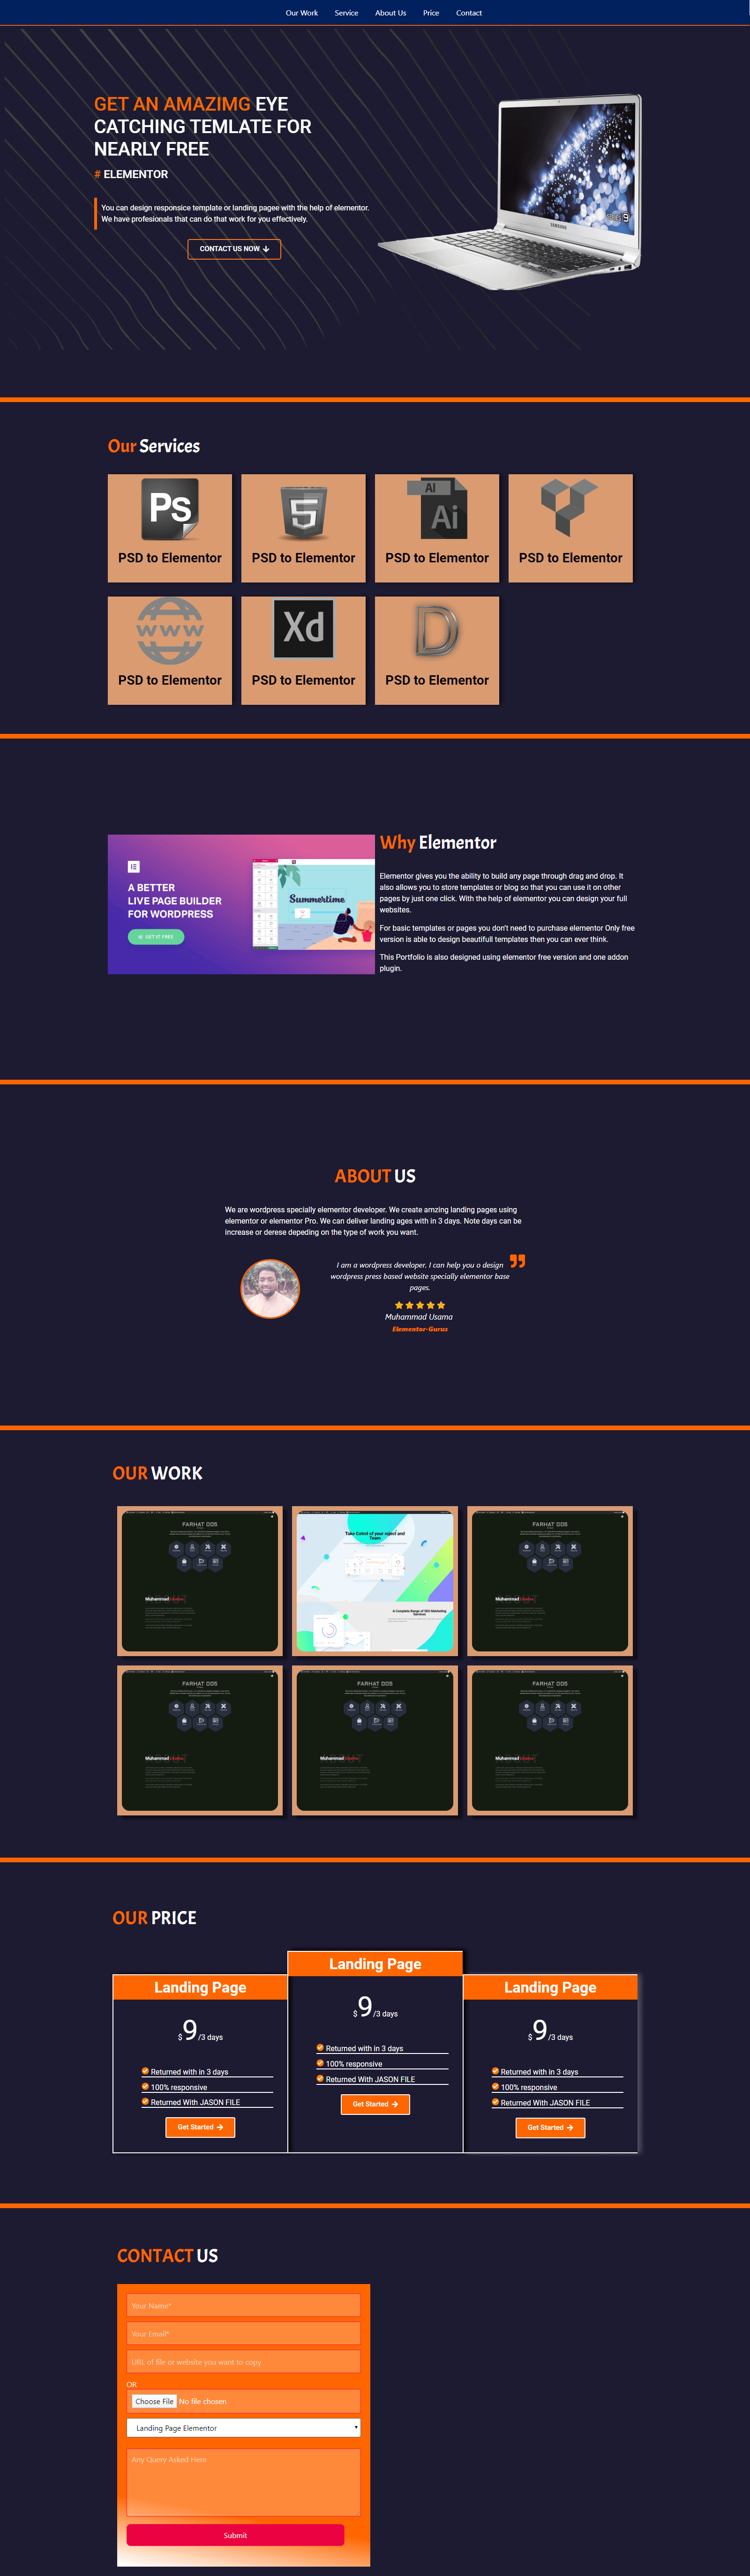 Our Work Service About Us Price Contact
GET AN AMAZIMG EYE
CATCHING TEMLATE FOR
NEARLY FREE
# ELEMENTOR
You can design responsice template or landing pagee with the help of elementor.
We have profesionals that can do that work for you effectively.
CONTACT US NOW
SAMSUNG
Our Services
Ps
PSD to Elementor
5
PSD to Elementor
AI
Ai
PSD to Elementor
PSD to Elementor
WWW
PSD to Elementor
Xd
PSD to Elementor
D
PSD to Elementor
A BETTER
LIVE PAGE BUILDER
FOR WORDPRESS
GET IT FREE
Summertime
Why Elementor
Elementor gives you the ability to build any page through drag and drop. It
also allows you to store templates or blog so that you can use it on other
pages by just one click. With the help of elementor you can design your full
websites.
For basic templates or pages you don't need to purchase elementor Only free
version is able to design beautifull templates then you can ever think.
This Portfolio is also designed using elementor free version and one addon
plugin.
ABOUT US
We are wordpress specially elementor developer. We create amzing landing pages using
elementor or elementor Pro. We can deliver landing ages with in 3 days. Note days can be
increase or derese depeding on the type of work you want.
I am a wordpress developer. I can help you o design
wordpress press based website specially elementor base
pages.
Muhammad Usama
Elementor-Gurus
OUR WORK
FARHAT DDS
Muhammad
Take Cotrol of your roject and
Team
A Complete Range of SEO Marketing
Services
FARHAT DDS
Muhammad
FARHAT DDS
Muhammad
FARHAT DDS
Muhammad
FARHAT DDS
Muhammad
OUR PRICE
Landing Page
$9/3 days
Returned with in 3 days
100% responsive
Returned With JASON FILE
Get Started
Landing Page
$9/3 days
Returned with in 3 days
100% responsive
Returned With JASON FILE
Get Started
Landing Page
$9/3 days
Returned with in 3 days
100% responsive
Returned With JASON FILE
Get Started
CONTACT US
Your Name*
Your Email*
URL of file or website you want to copy
OR
Choose File No file chosen
Landing Page Elementor
Any Query Asked Here
Submit